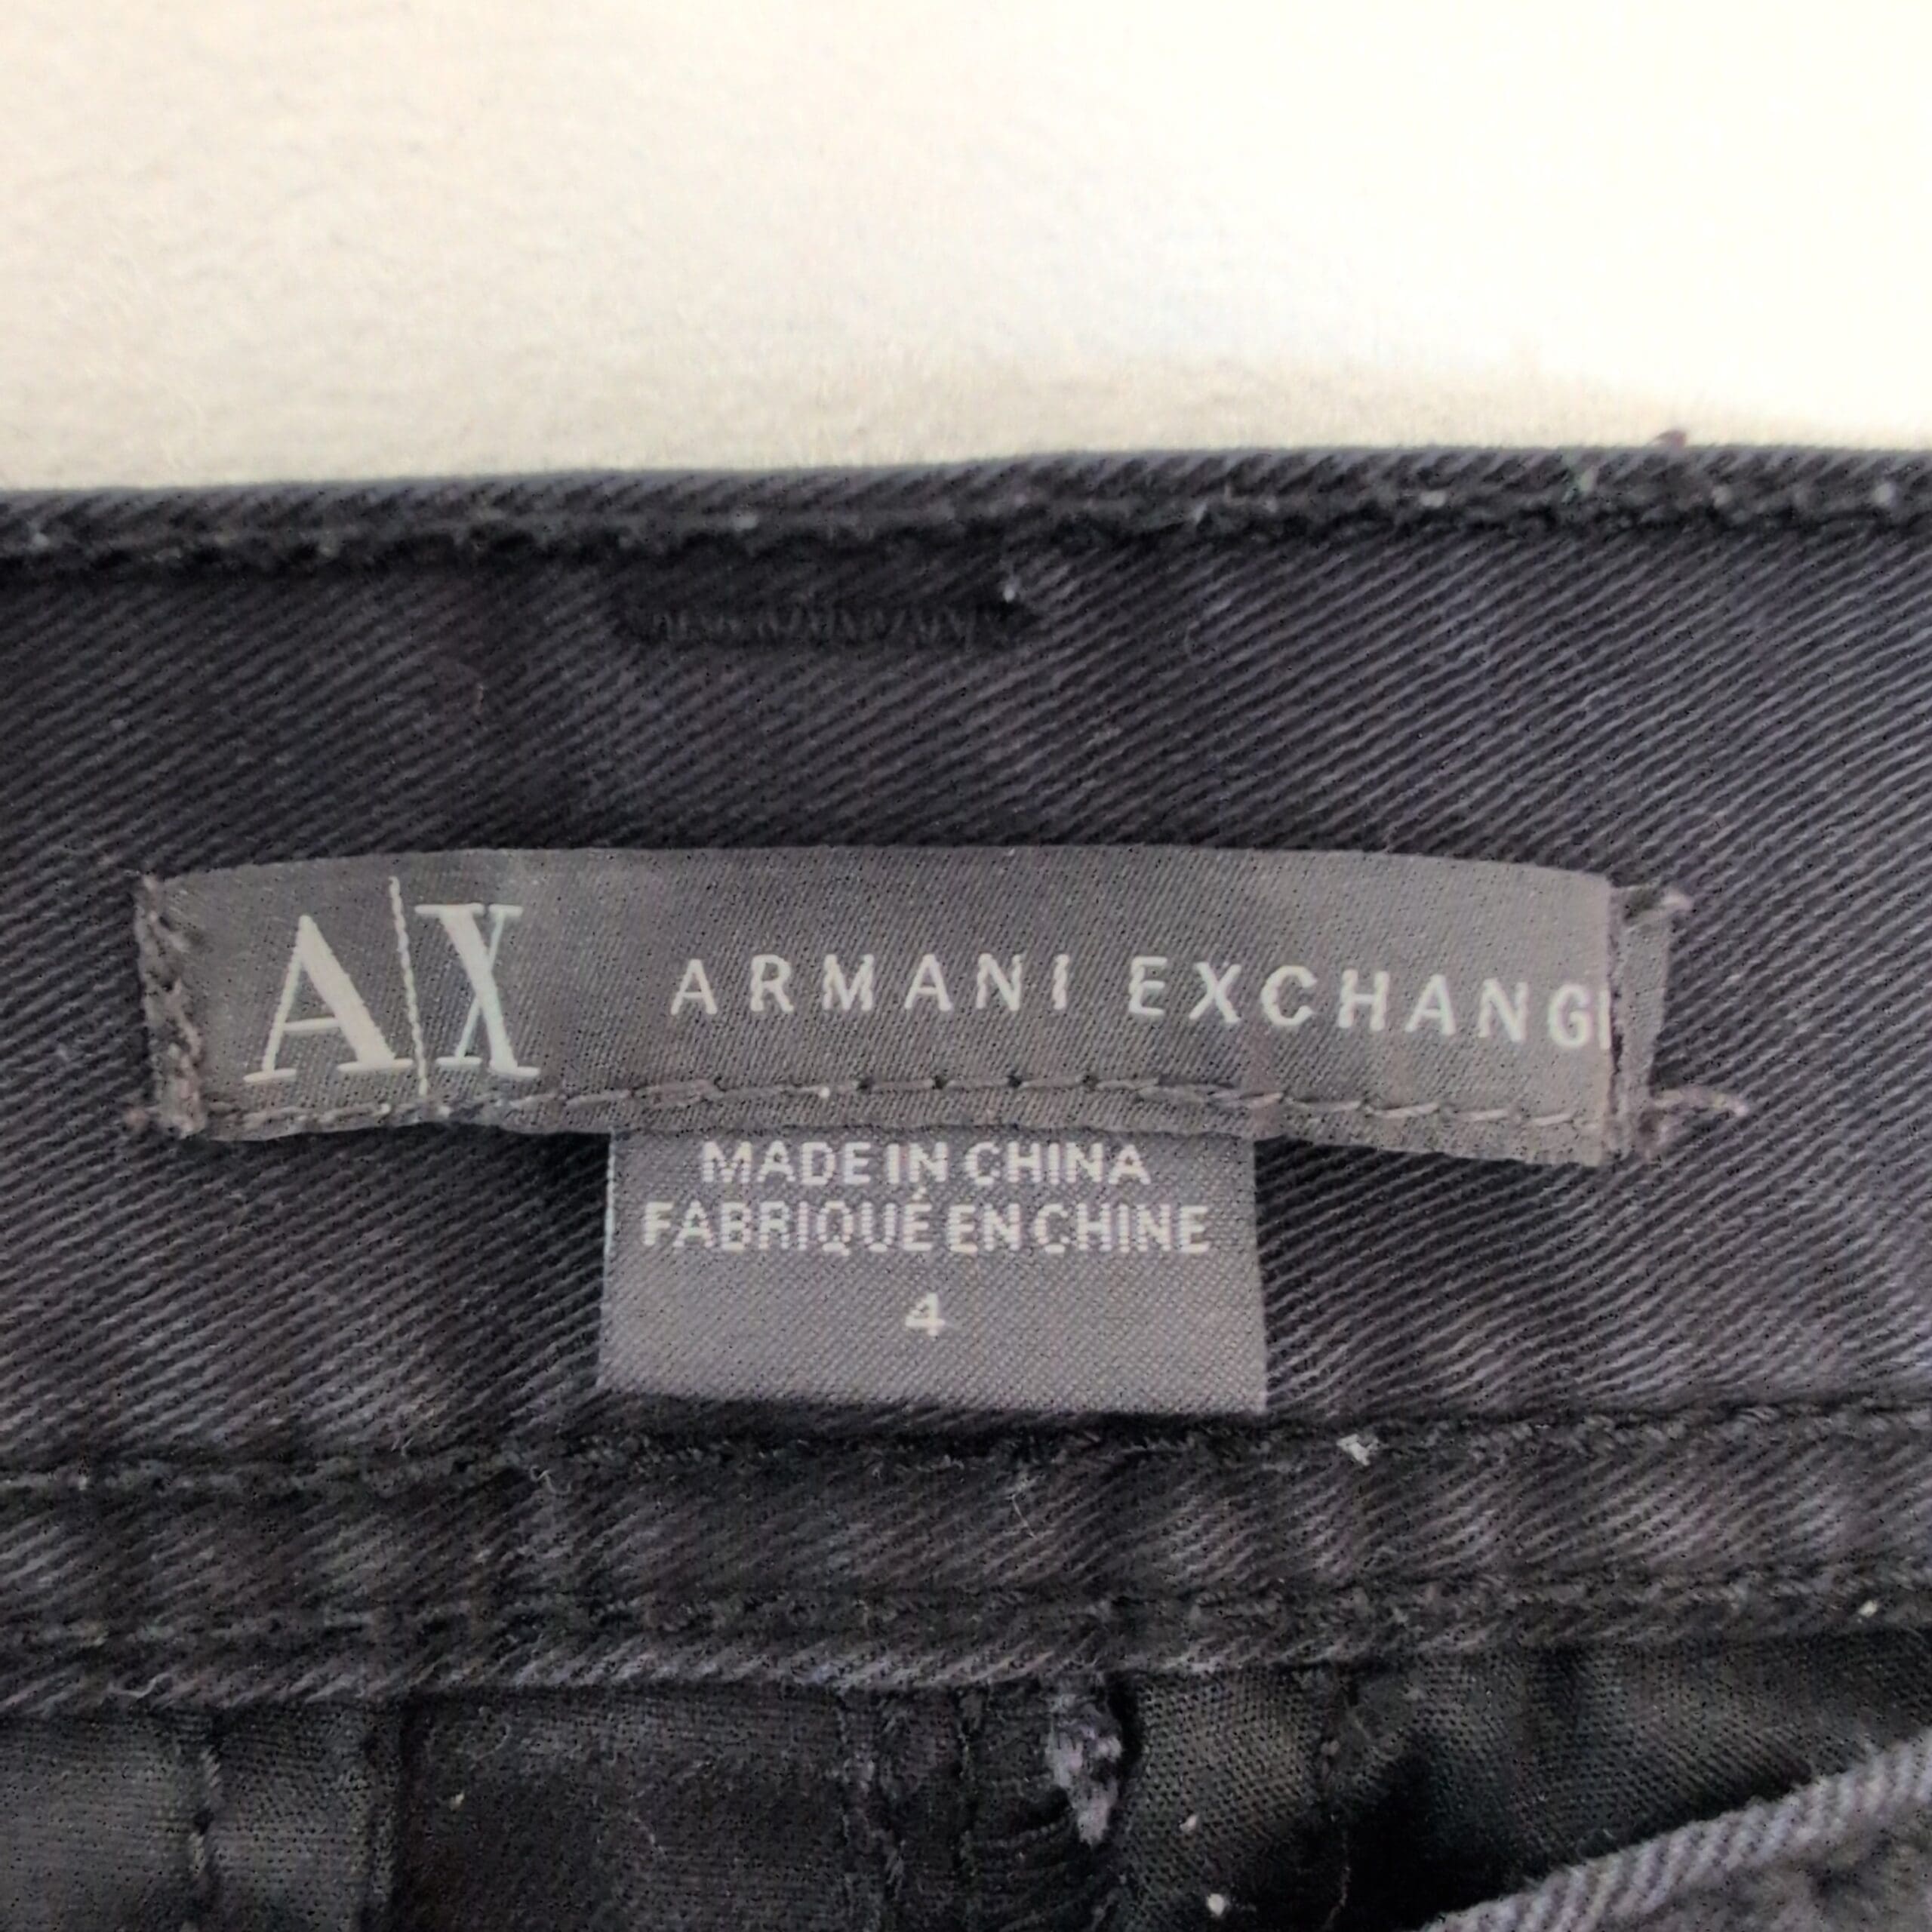 A|X ARMANI EXCHANG
MADE IN CHINA
FABRIQUÉ EN CHINE
4